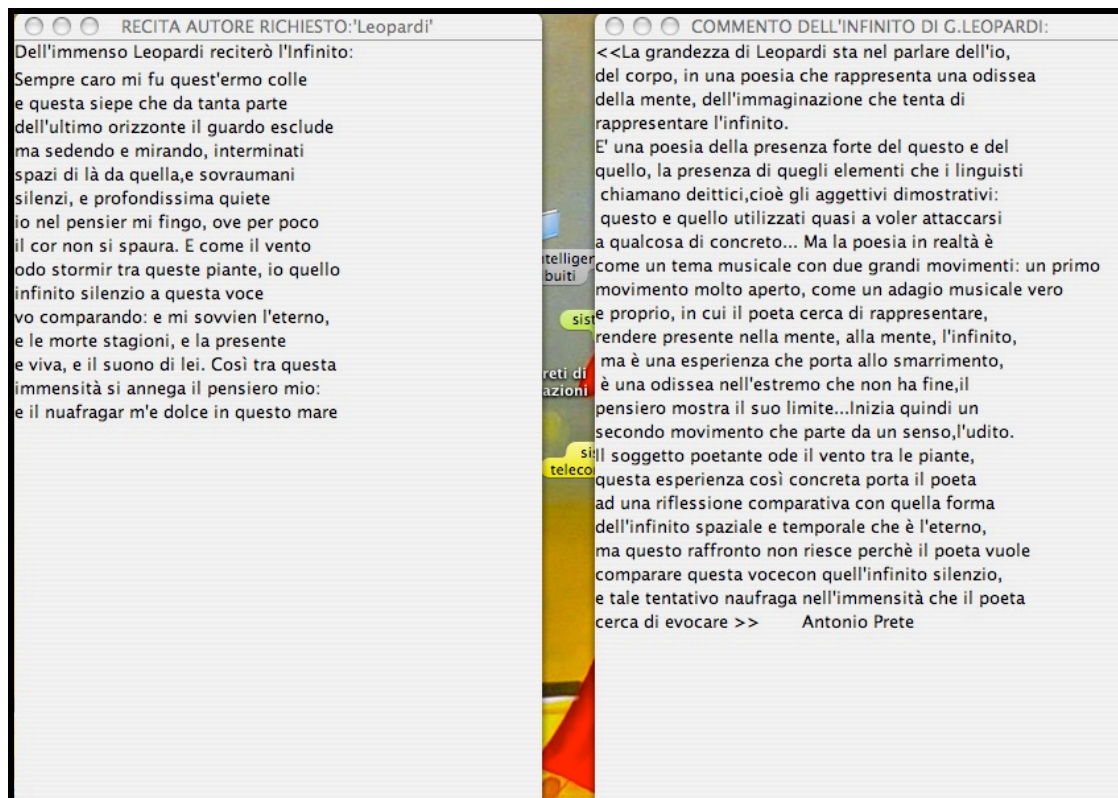 RECITA AUTORE RICHIESTO:'Leopardi'
Dell'immenso Leopardi reciterò l'Infinito:
Sempre caro mi fu quest'ermo colle
e questa siepe che da tanta parte
dell'ultimo orizzonte il guardo esclude
ma sedendo e mirando, interminati
spazi di là da quella,e sovraumani
silenzi, e profondissima quiete
io nel pensier mi fingo, ove per poco
il cor non si spaura. E come il vento
odo stormir tra queste piante, io quello
infinito silenzio a questa voce
vo comparando: e mi sovvien l'eterno,
e le morte stagioni, e la presente
e viva, e il suono di lei. Così tra questa
immensità si annega il pensiero mio:
e il nuafragar m'e dolce in questo mare
buiti
reti di
azioni
COMMENTO DELL'INFINITO DI G.LEOPARDI:
<<La grandezza di Leopardi sta nel parlare dell'io,
del corpo, in una poesia che rappresenta una odissea
della mente, dell'immaginazione che tenta di
rappresentare l'infinito.
E' una poesia della presenza forte del questo e del
quello, la presenza di quegli elementi che i linguisti
chiamano deittici,cioè gli aggettivi dimostrativi:
questo e quello utilizzati quasi a voler attaccarsi
a qualcosa di concreto... Ma la poesia in realtà è
come un tema musicale con due grandi movimenti: un primo
movimento molto aperto, come un adagio musicale vero
e proprio, in cui il poeta cerca di rappresentare,
rendere presente nella mente, alla mente, l'infinito,
ma è una esperienza che porta allo smarrimento,
è una odissea nell'estremo che non ha fine,il
pensiero mostra il suo limite...Inizia quindi un
secondo movimento che parte da un senso,l'udito.
Il soggetto poetante ode il vento tra le piante,
questa esperienza così concreta porta il poeta
ad una riflessione comparativa con quella forma
dell'infinito spaziale e temporale che è l'eterno,
ma questo raffronto non riesce perchè il poeta vuole
comparare questa vocecon quell'infinito silenzio,
e tale tentativo naufraga nell'immensità che il poeta
cerca di evocare >> Antonio Prete